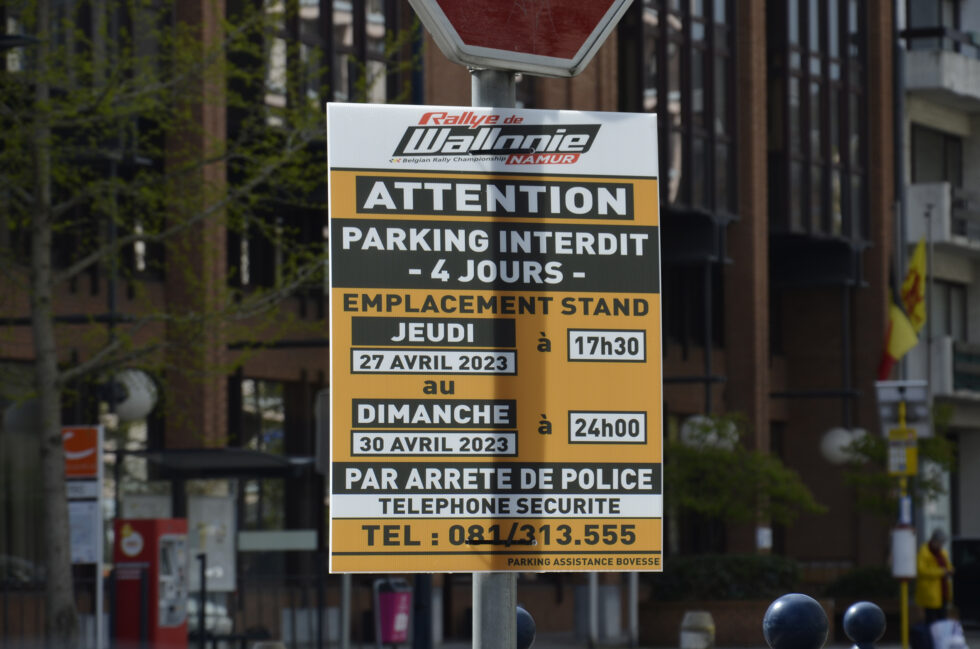 Rallye de
Wallonie
Belgian Rally Championship NAMUR
ATTENTION
PARKING INTERDIT
- 4 JOURS -
EMPLACEMENT STAND
JEUDI
27 AVRIL 2023
à 17h30
au
DIMANCHE
30 AVRIL 2023
à 24h00
PAR ARRETE DE POLICE
TELEPHONE SECURITE
TEL : 081/313.555
PARKING ASSISTANCE BOVESSE